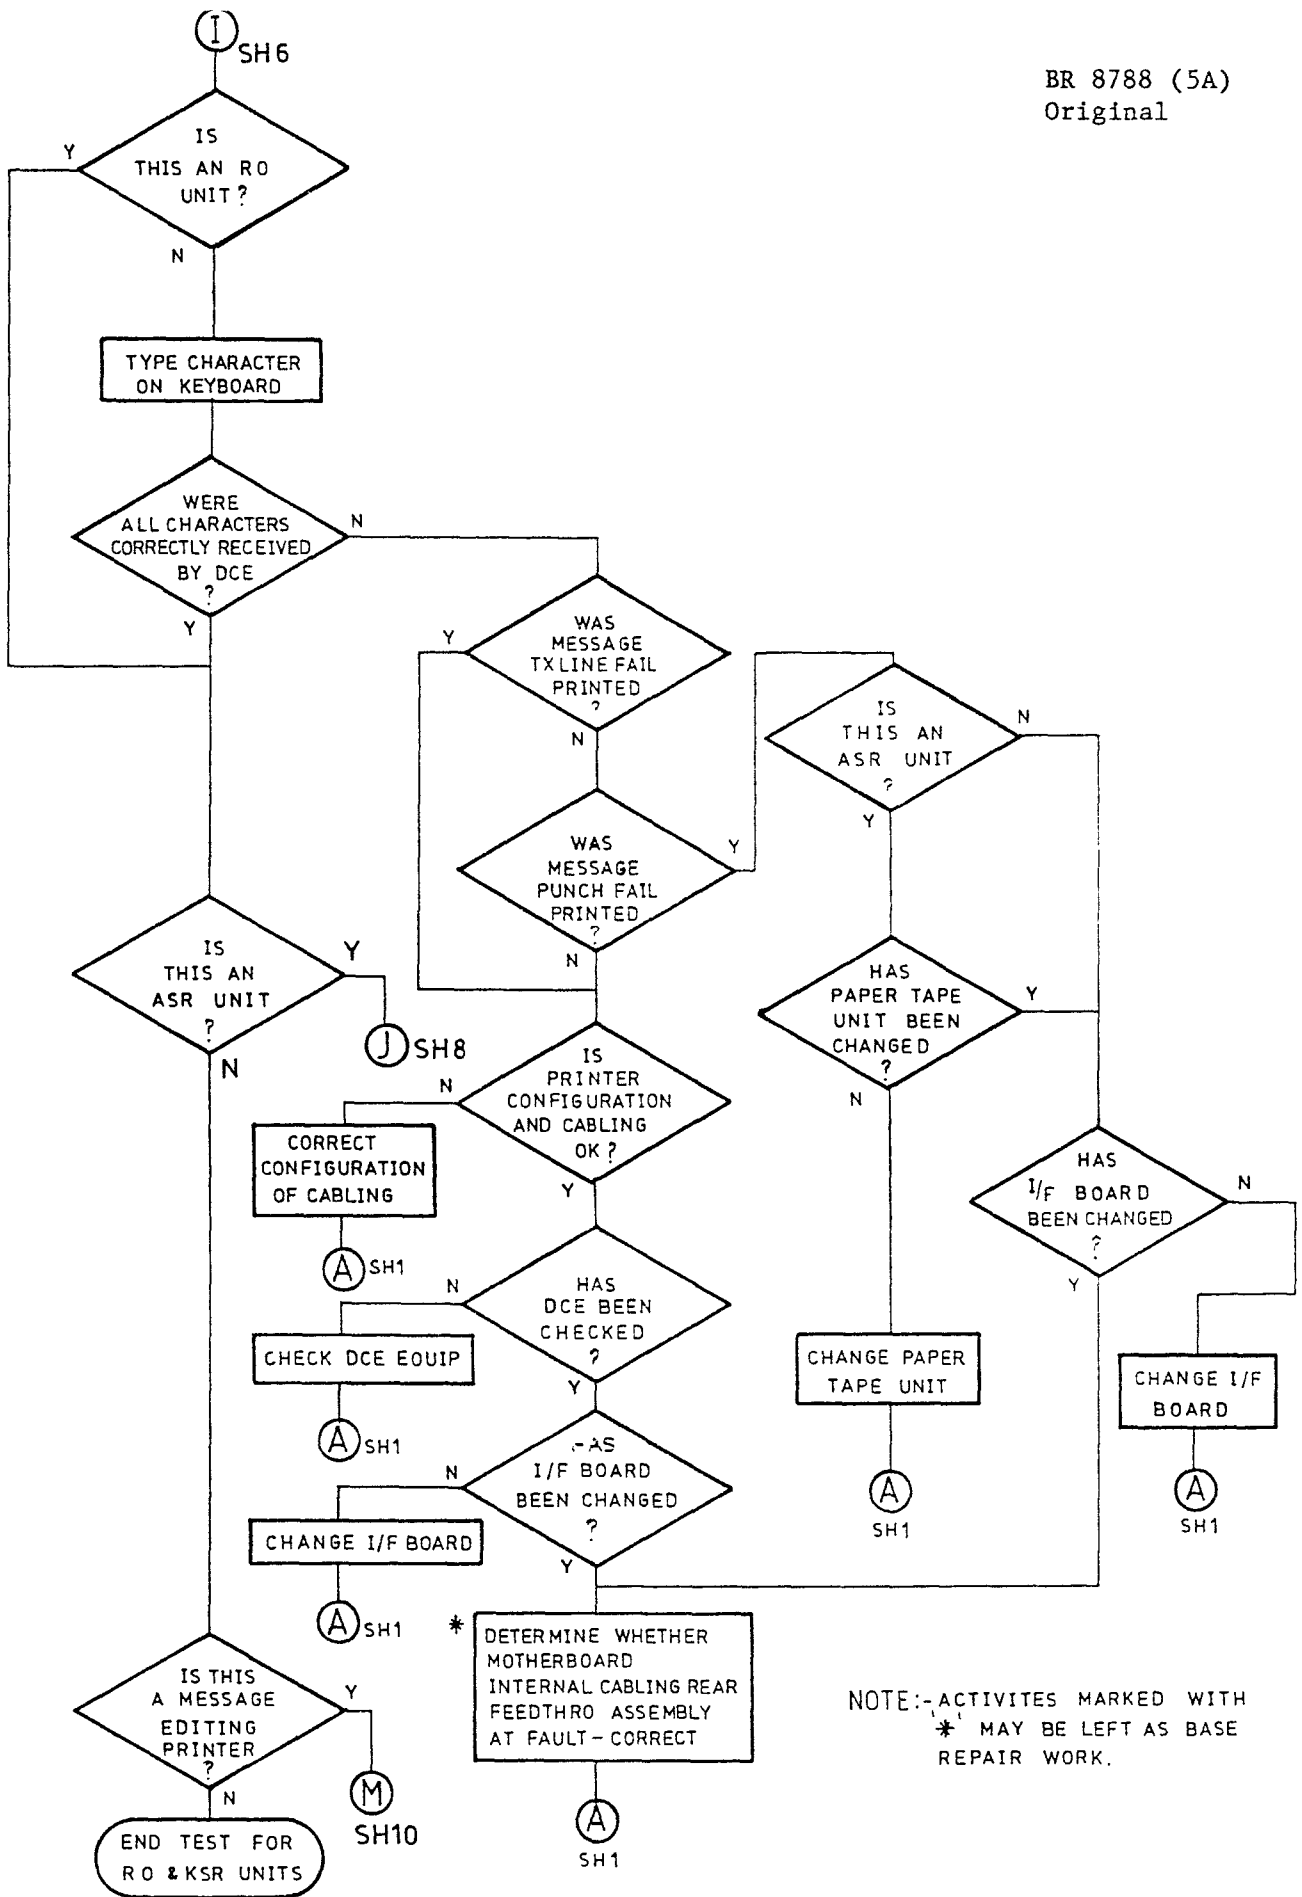 I
SH6
BR 8788 (5A)
Original
IS
THIS AN RO
UNIT?
Y
N
TYPE CHARACTER
ON KEYBOARD
WERE
ALL CHARACTERS
CORRECTLY RECEIVED
BY DCE
?
N
Y
WAS
MESSAGE
TX LINE FAIL
PRINTED
?
Y
N
WAS
MESSAGE
PUNCH FAIL
PRINTED
?
Y
N
IS
THIS AN
ASR UNIT
?
N
Y
HAS
PAPER TAPE
UNIT BEEN
CHANGED
?
Y
N
IS
THIS AN
ASR UNIT
?
Y
J
SH8
N
IS
PRINTER
CONFIGURATION
AND CABLING
OK?
N
Y
CORRECT
CONFIGURATION
OF CABLING
A
SH1
HAS
I/F BOARD
BEEN CHANGED
?
N
Y
HAS
DCE BEEN
CHECKED
?
N
Y
CHECK DCE EQUIP
A
SH1
CHANGE PAPER
TAPE UNIT
A
SH1
CHANGE I/F
BOARD
A
SH1
-AS
I/F BOARD
BEEN CHANGED
?
N
Y
CHANGE I/F BOARD
A
SH1
*
DETERMINE WHETHER
MOTHERBOARD
INTERNAL CABLING REAR
FEEDTHRO ASSEMBLY
AT FAULT – CORRECT
A
SH1
IS THIS
A MESSAGE
EDITING
PRINTER
?
Y
M
SH10
N
END TEST FOR
RO & KSR UNITS
NOTE:- ACTIVITES MARKED WITH
'*' MAY BE LEFT AS BASE
REPAIR WORK.